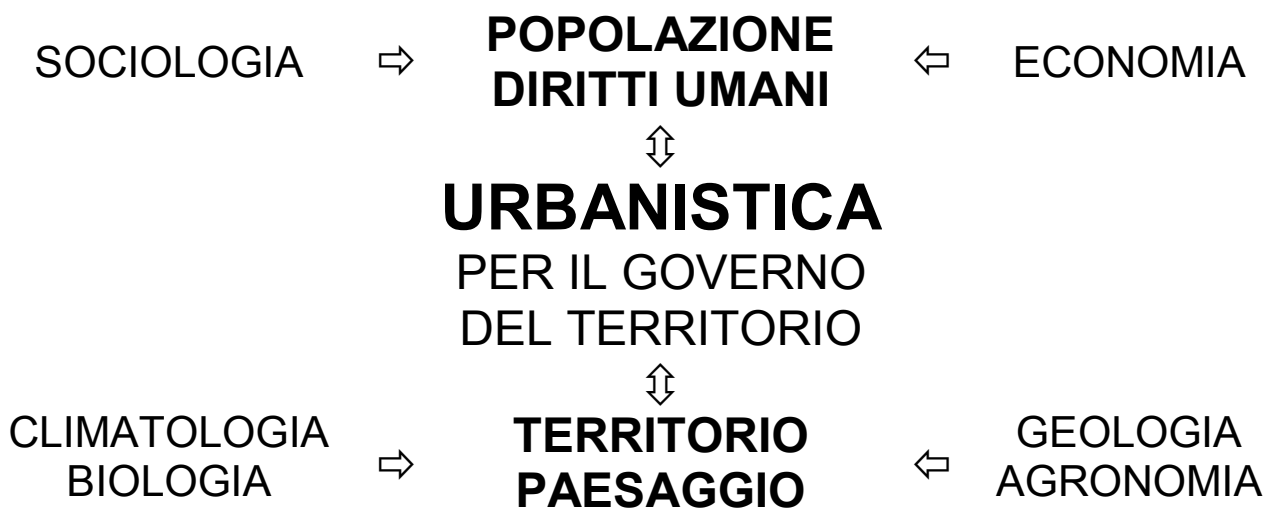 SOCIOLOGIA ⇨ POPOLAZIONE DIRITTI UMANI ⇦ ECONOMIA
⇕
URBANISTICA
PER IL GOVERNO
DEL TERRITORIO
⇕
CLIMATOLOGIA
BIOLOGIA
⇨
TERRITORIO
PAESAGGIO
⇦
GEOLOGIA
AGRONOMIA